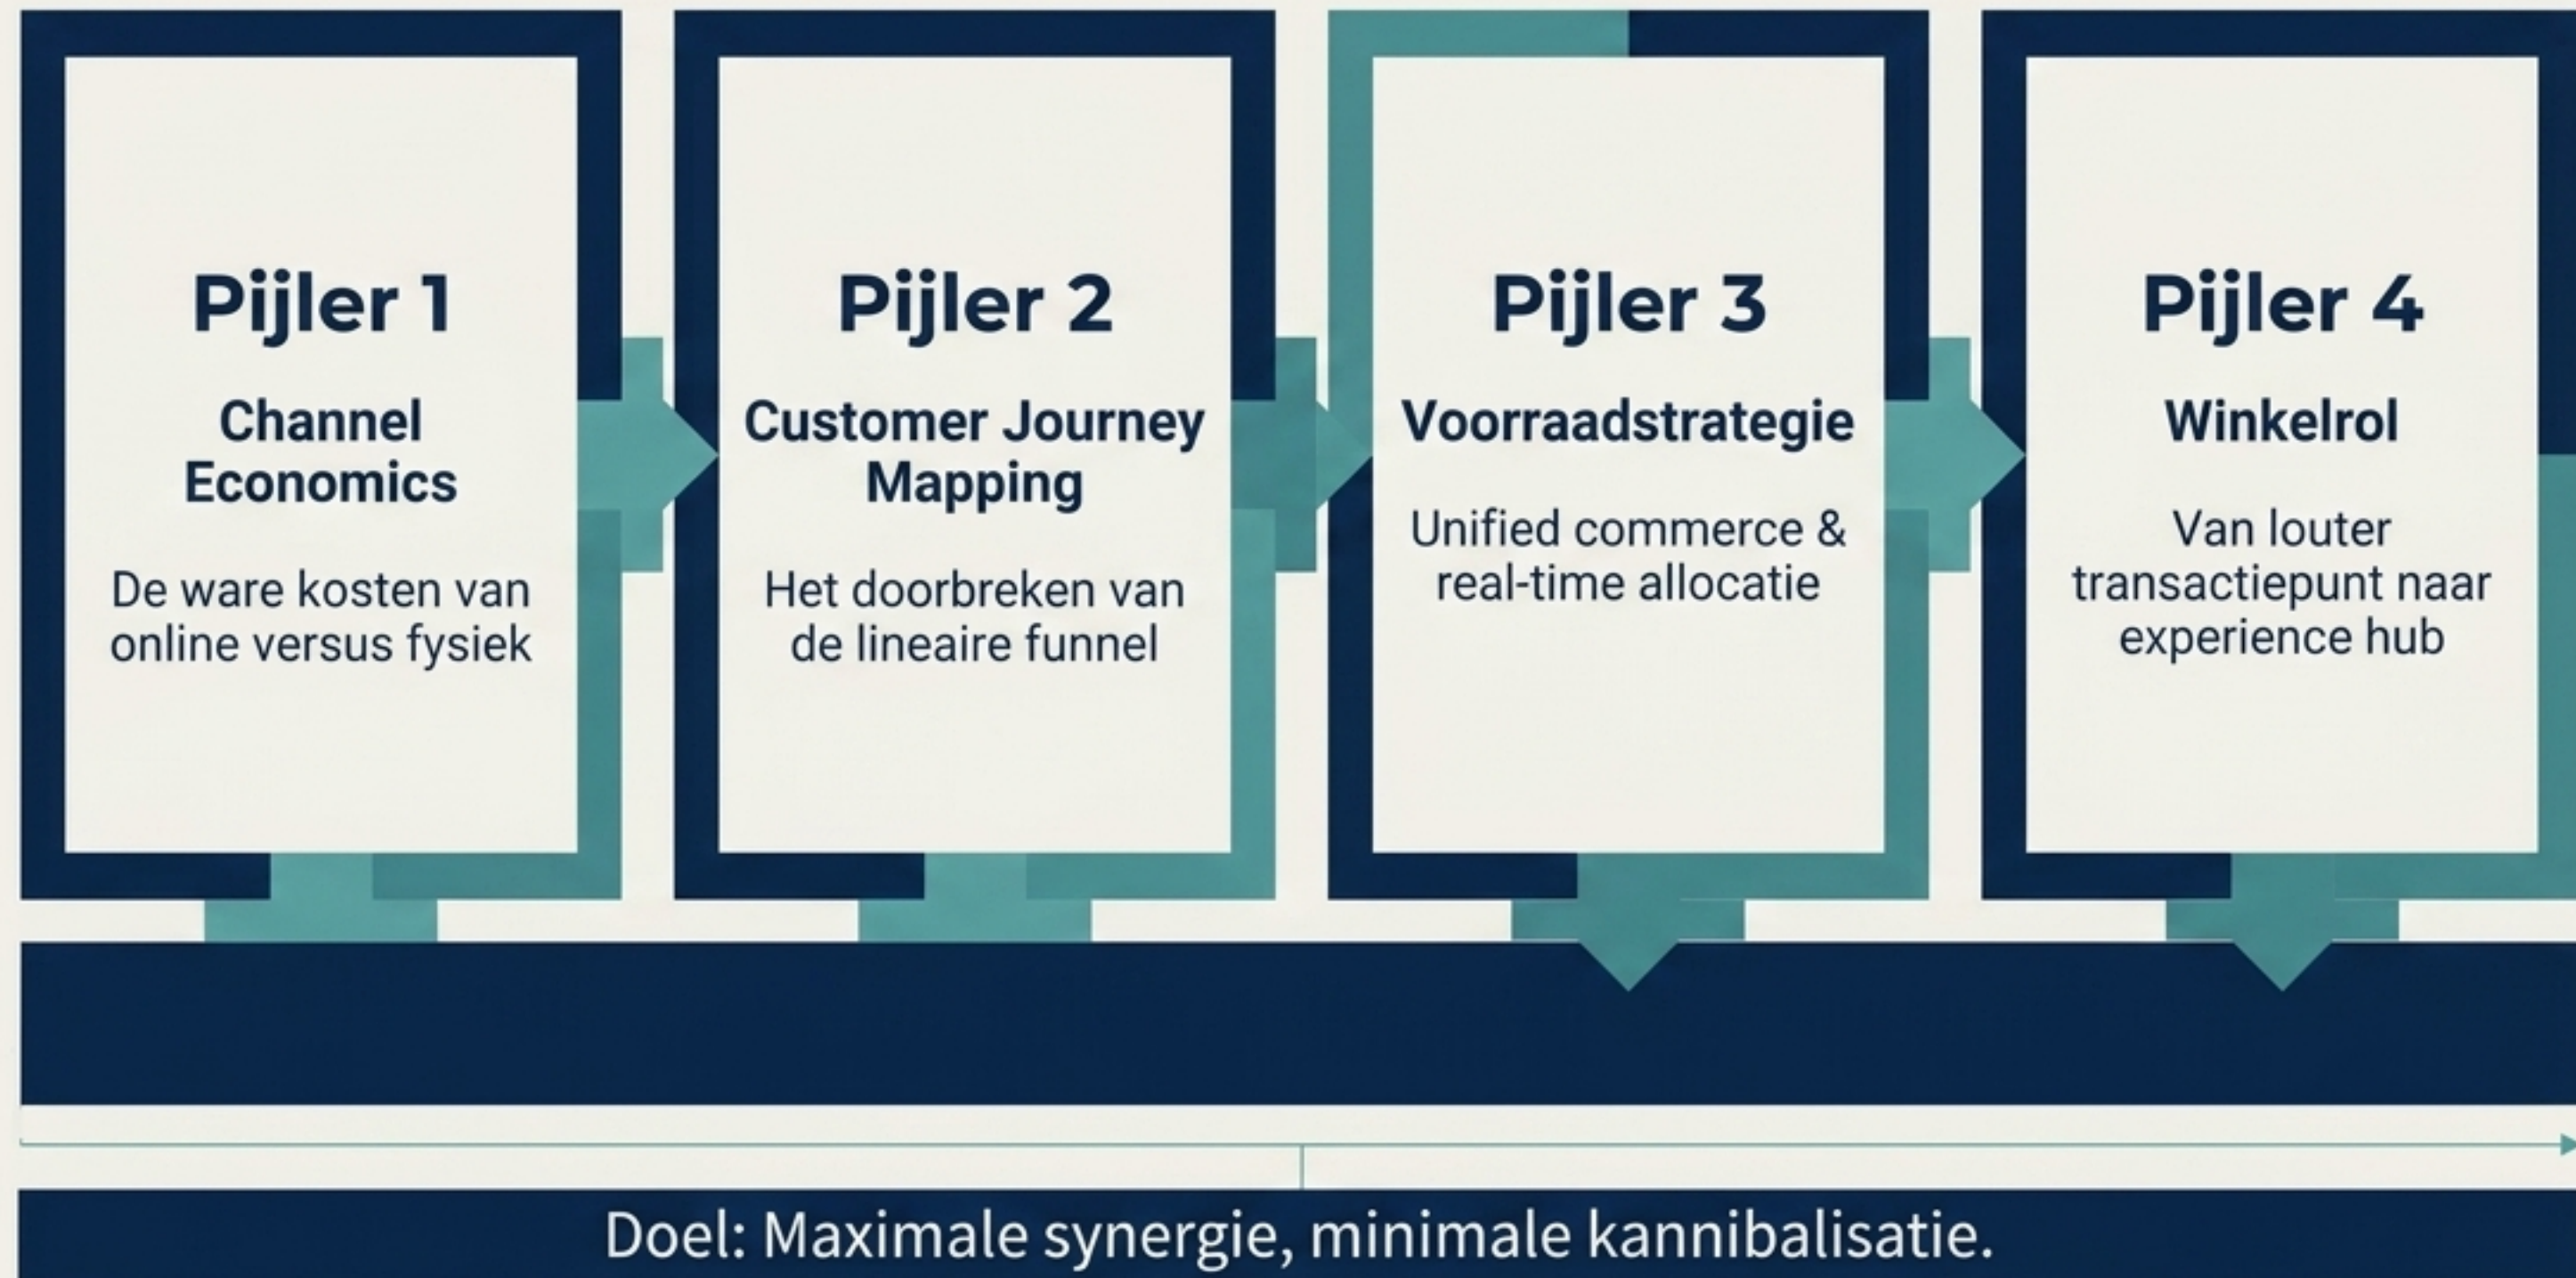 Pijler 1
Channel
Economics
De ware kosten van
online versus fysiek
Pijler 2
Customer Journey
Mapping
Het doorbreken van
de lineaire funnel
Pijler 3
Voorraadstrategie
Unified commerce &
real-time allocatie
Pijler 4
Winkelrol
Van louter
transactiepunt naar
experience hub
Doel: Maximale synergie, minimale kannibalisatie.